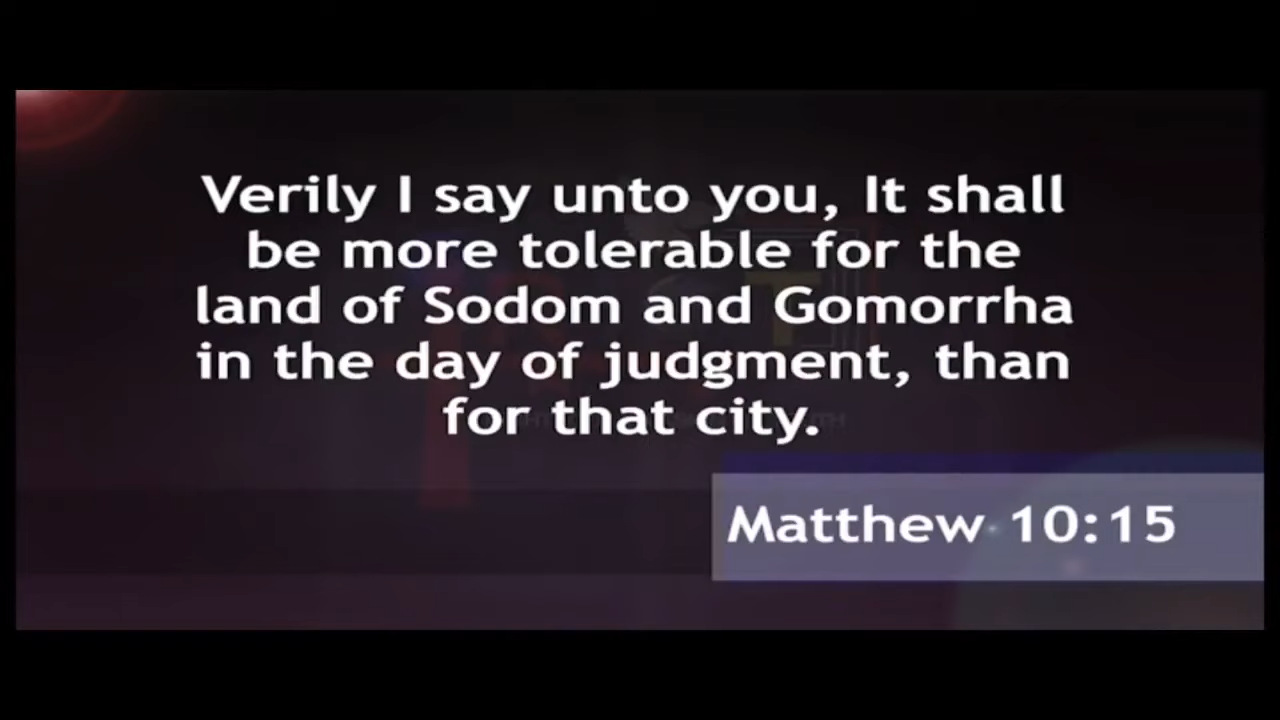 Verily I say unto you, It shall
be more tolerable for the
land of Sodom and Gomorrha
in the day of judgment, than
for that city.
Matthew 10:15